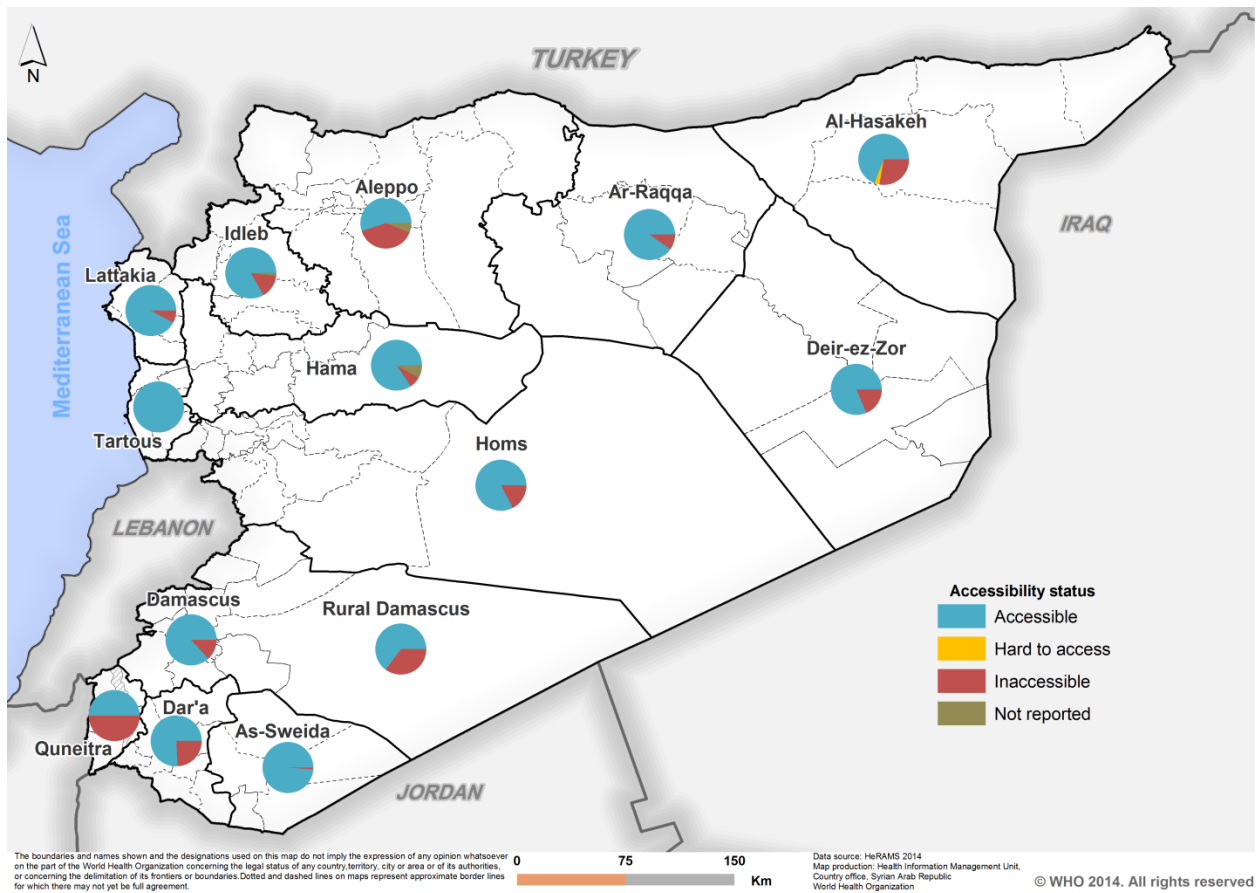 N
TURKEY
Al-Hasakeh
Aleppo
Ar-Raqqa
IRAQ
Idleb
Lattakia
Mediterranean Sea
Deir-ez-Zor
Hama
Tartous
Homs
LEBANON
Damascus
Rural Damascus
Accessibility status
Accessible
Hard to access
Inaccessible
Not reported
Dar'a
As-Sweida
Quneitra
JORDAN
The boundaries and names shown and the designations used on this map do not imply the expression of any opinion whatsoever
on the part of the World Health Organization concerning the legal status of any country,territory, city or area or of its authorities,
or concerning the delimitation of its frontiers or boundaries.Dotted and dashed lines on maps represent approximate border lines
for which there may not yet be full agreement.
0 75 150
Km
Data source: HeRAMS 2014
Map production: Health Information Management Unit,
Country office, Syrian Arab Republic
World Health Organization
© WHO 2014. All rights reserved